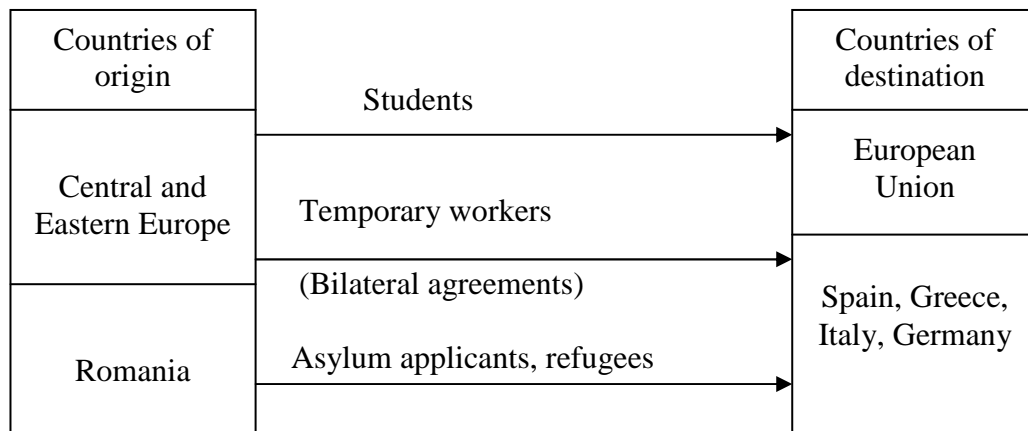 Countries of
origin
Central and
Eastern Europe
Romania
Students
Temporary workers
(Bilateral agreements)
Asylum applicants, refugees
Countries of
destination
European
Union
Spain, Greece,
Italy, Germany